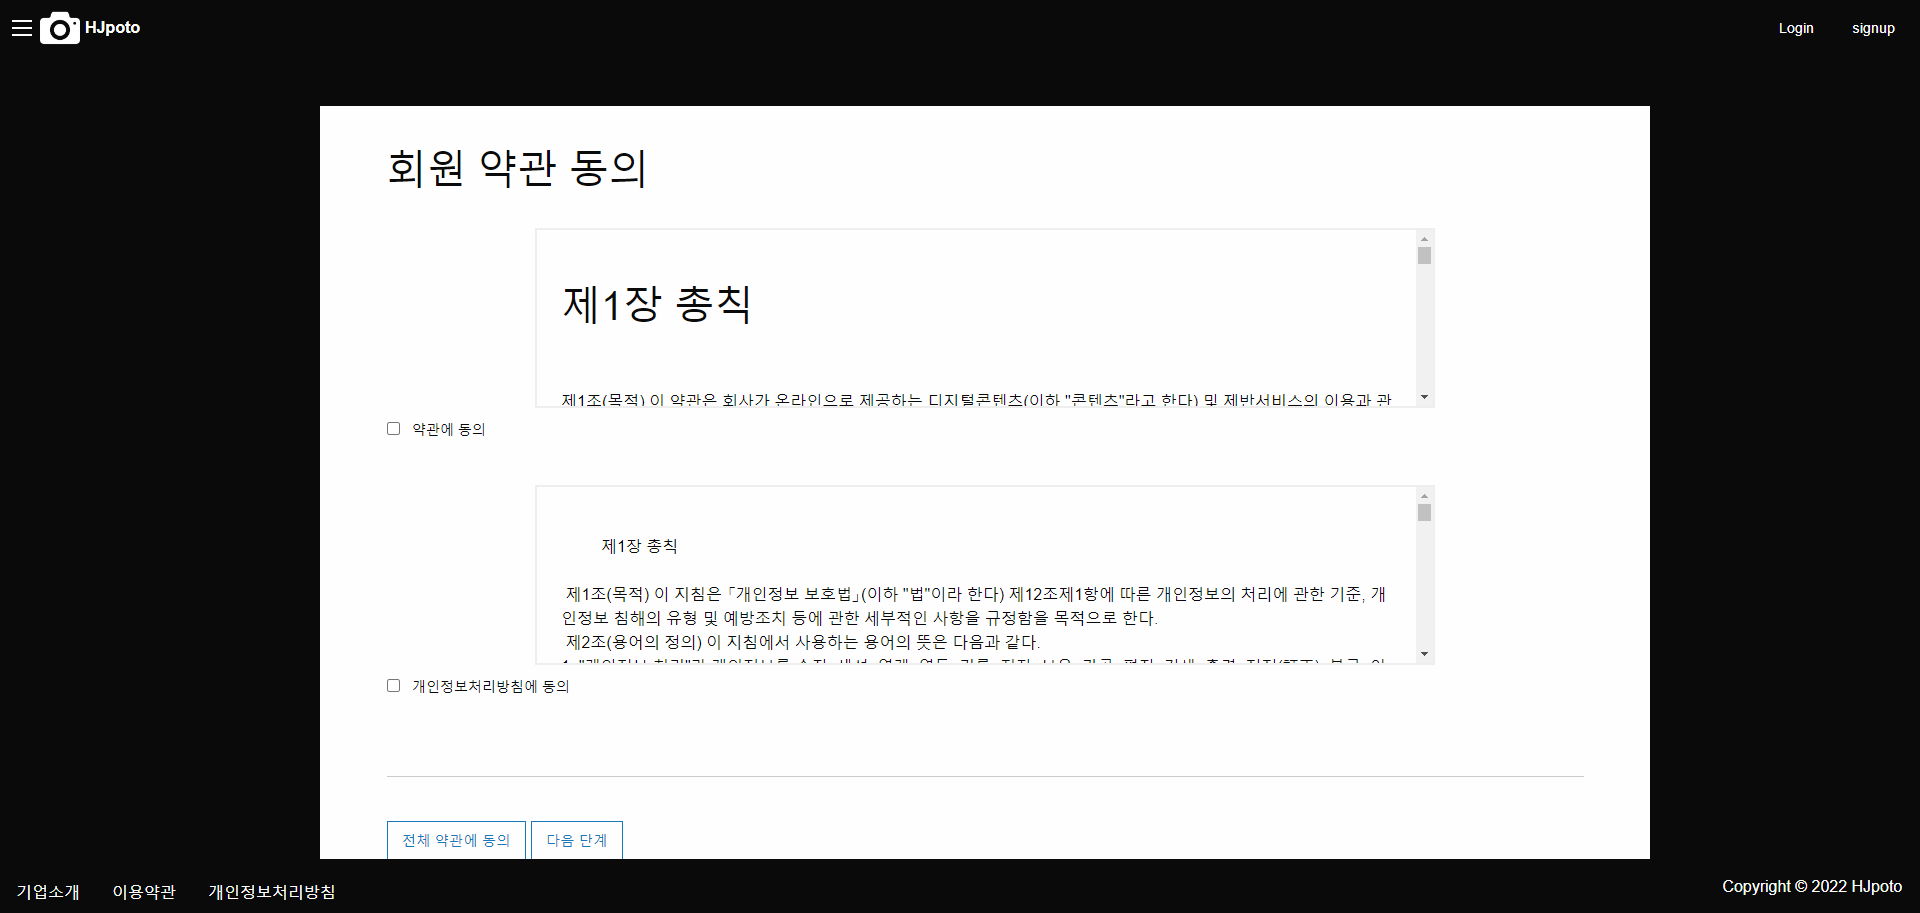 HJpoto
Login
signup
회원 약관 동의
제1장 총칙
제1조(목적) 이 약관은 회사가 온라인으로 제공하는 디지털콘텐츠(이하 "콘텐츠"라고 한다) 및 제반서비스의 이용과 관
약관에 동의
제1장 총칙
제1조(목적) 이 지침은 「개인정보 보호법」(이하 "법"이라 한다) 제12조제1항에 따른 개인정보의 처리에 관한 기준, 개
인정보 침해의 유형 및 예방조치 등에 관한 세부적인 사항을 규정함을 목적으로 한다.
제2조(용어의 정의) 이 지침에서 사용하는 용어의 뜻은 다음과 같다.
개인정보처리방침에 동의
전체 약관에 동의
다음 단계
기업소개
이용약관
개인정보처리방침
Copyright © 2022 HJpoto